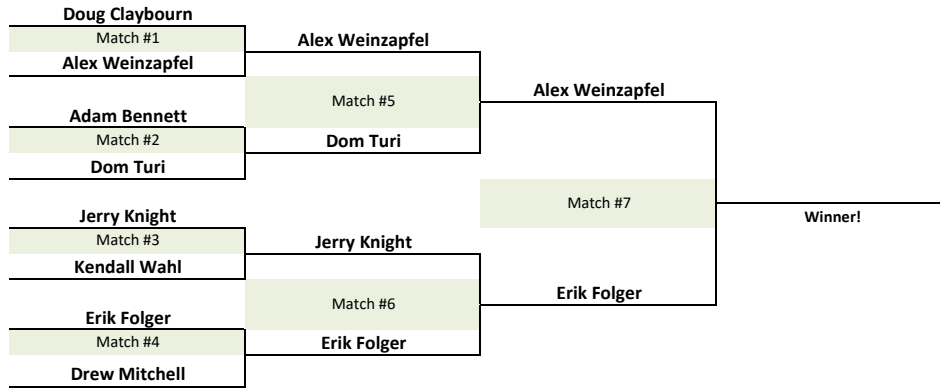 Doug Claybourn
Match #1
Alex Weinzapfel
Alex Weinzapfel
Match #5
Alex Weinzapfel
Adam Bennett
Match #2
Dom Turi
Dom Turi
Match #7
Winner!
Jerry Knight
Match #3
Jerry Knight
Kendall Wahl
Match #6
Erik Folger
Erik Folger
Match #4
Erik Folger
Drew Mitchell